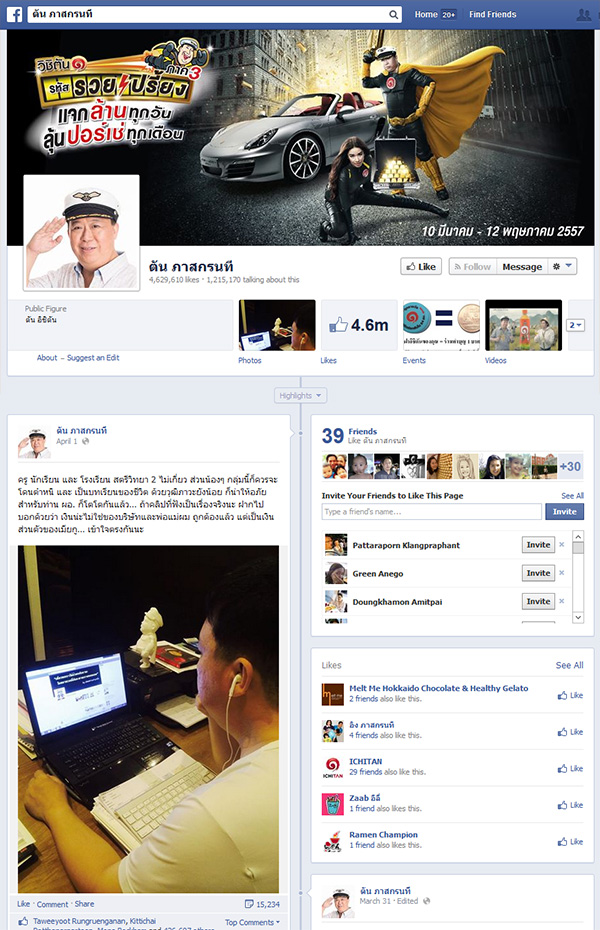 ตัน ภาสกรนที
Home 20+
Find Friends
วิชิตัน
ภาค 3
รหัส รวยเปรี้ยง
แจกล้านทุกวัน
ลุ้นปอร์เช่ทุกเดือน
10 มีนาคม - 12 พฤษภาคม 2557
ตัน ภาสกรนที
4,629,610 likes · 1,215,170 talking about this
Like
Follow
Message
Public Figure
ตัน อิชิตัน
About – Suggest an Edit
Photos
4.6m
Likes
Events
Videos
2
Highlights
ตัน ภาสกรนที
April 1
ครู นักเรียน และ โรงเรียน สตรีวิทยา 2 ไม่เกี่ยว ส่วนน้องๆ กลุ่มนี้ก็ควรจะ
โดนตำหนิ และ เป็นบทเรียนของชีวิต ด้วยวุฒิภาวะยังน้อย ก็น่าให้อภัย
สำหรับท่าน ผอ. ก็โตโตกันแล้ว... ถ้าคลิปที่ฟังเป็นเรื่องจริงนะ ฝากไป
บอกด้วยว่า เงินน่ะไม่ใช่ของบริษัทและพ่อแม่ผม ถูกต้องแล้ว แต่เป็นเงิน
ส่วนตัวของเมียกู... เข้าใจตรงกันนะ
Like · Comment · Share
15,234
Taweeyoot Rungruenganan, Kittichai
Top Comments
39
Friends
Like ตัน ภาสกรนที
+30
Invite Your Friends to Like This Page
See All
Type a friend's name...
Invite
Pattaraporn Klangpraphant
Invite
Green Anego
Invite
Doungkhamon Amitpai
Invite
Likes
See All
Melt Me Hokkaido Chocolate & Healthy Gelato
2 friends also like this.
Like
อิง ภาสกรนที
4 friends also like this.
Like
ICHITAN
ICHITAN
29 friends also like this.
Like
Zaab อีลี่
1 friend also likes this.
Like
Ramen Champion
1 friend also likes this.
Like
ตัน ภาสกรนที
March 31 · Edited